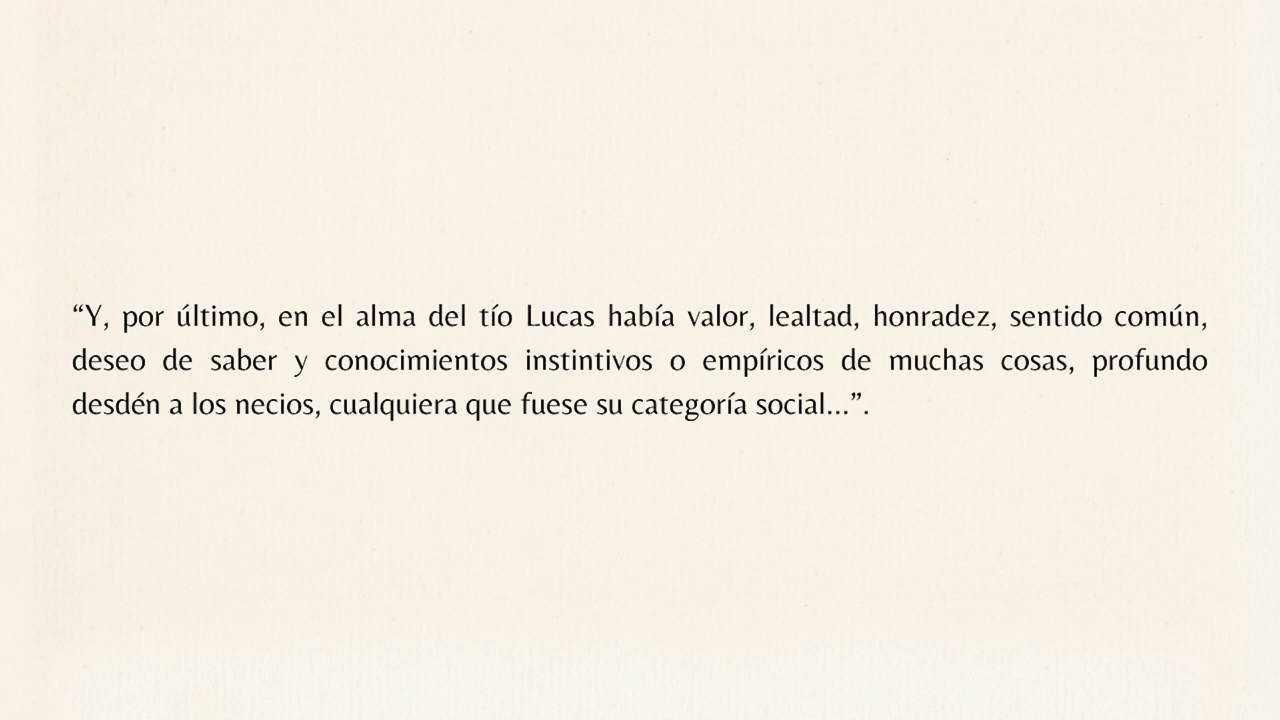 “Y, por último, en el alma del tío Lucas había valor, lealtad, honradez, sentido común,
deseo de saber y conocimientos instintivos o empíricos de muchas cosas, profundo
desdén a los necios, cualquiera que fuese su categoría social...”.